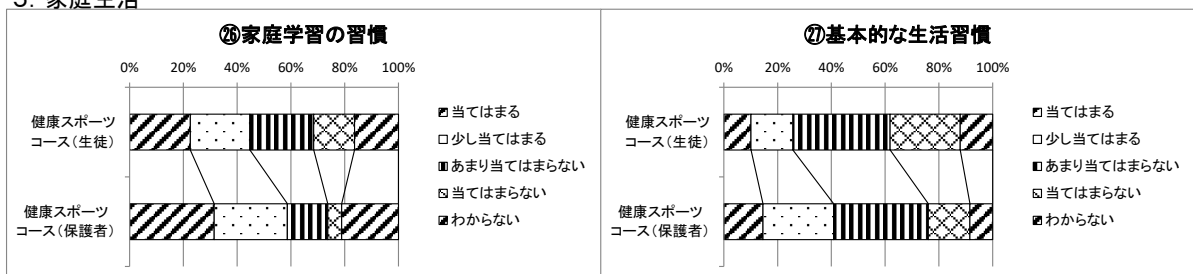 5. 家庭生活
㉖家庭学習の習慣
0% 20% 40% 60% 80% 100%
健康スポーツ
コース(生徒)
健康スポーツ
コース(保護者)
当てはまる
少し当てはまる
あまり当てはまらない
当てはまらない
わからない
㉗基本的な生活習慣
0% 20% 40% 60% 80% 100%
健康スポーツ
コース(生徒)
健康スポーツ
コース(保護者)
当てはまる
少し当てはまる
あまり当てはまらない
当てはまらない
わからない